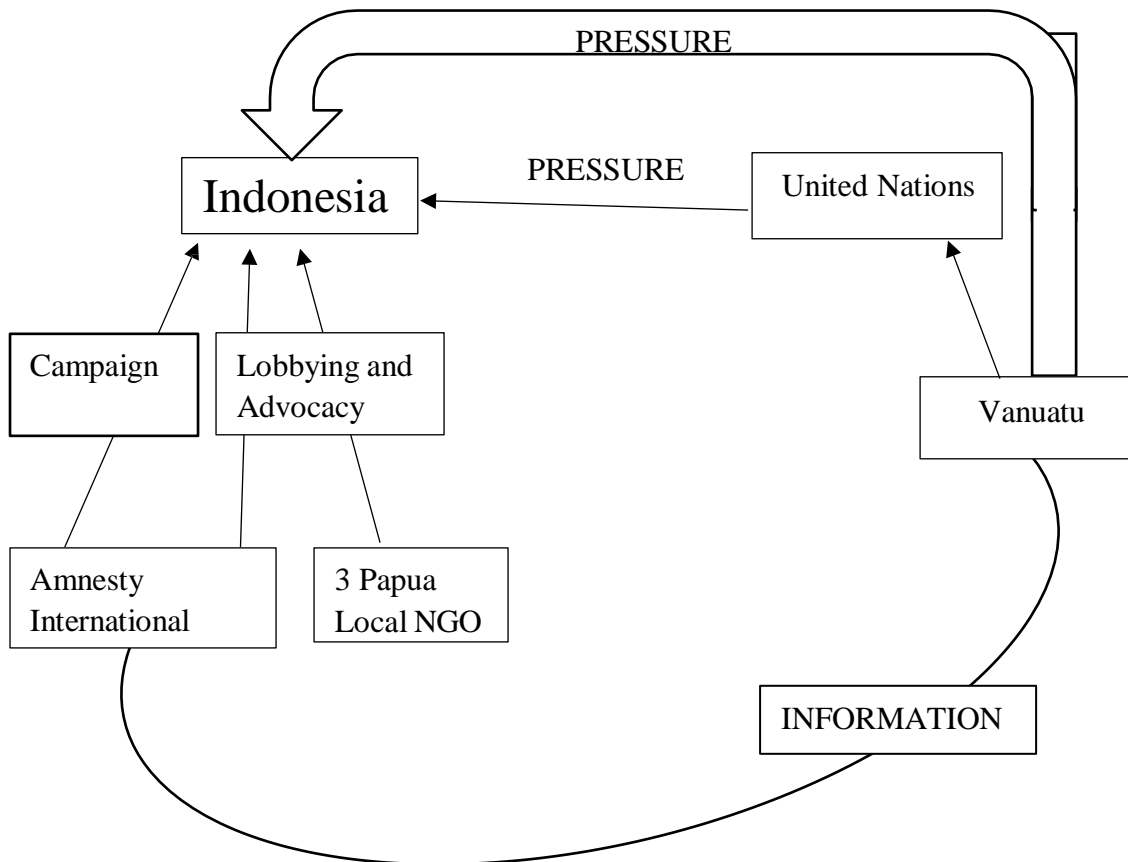 PRESSURE
PRESSURE
Indonesia
United Nations
Campaign
Lobbying and
Advocacy
Vanuatu
Amnesty
International
3 Papua
Local NGO
INFORMATION